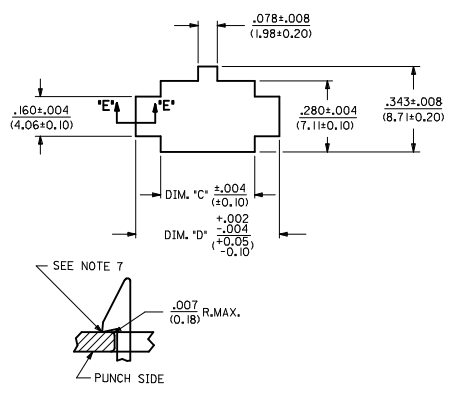 .078±.008
(1.98±0.20)
.160±.004
(4.06±0.10)
"E" "E"
.280±.004
(7.11±0.10)
.343±.008
(8.71±0.20)
DIM. "C" ±.004
(±0.10)
+.002
DIM. "D" -.004
(+0.05
-0.10)
SEE NOTE 7
.007
(0.18) R.MAX.
PUNCH SIDE